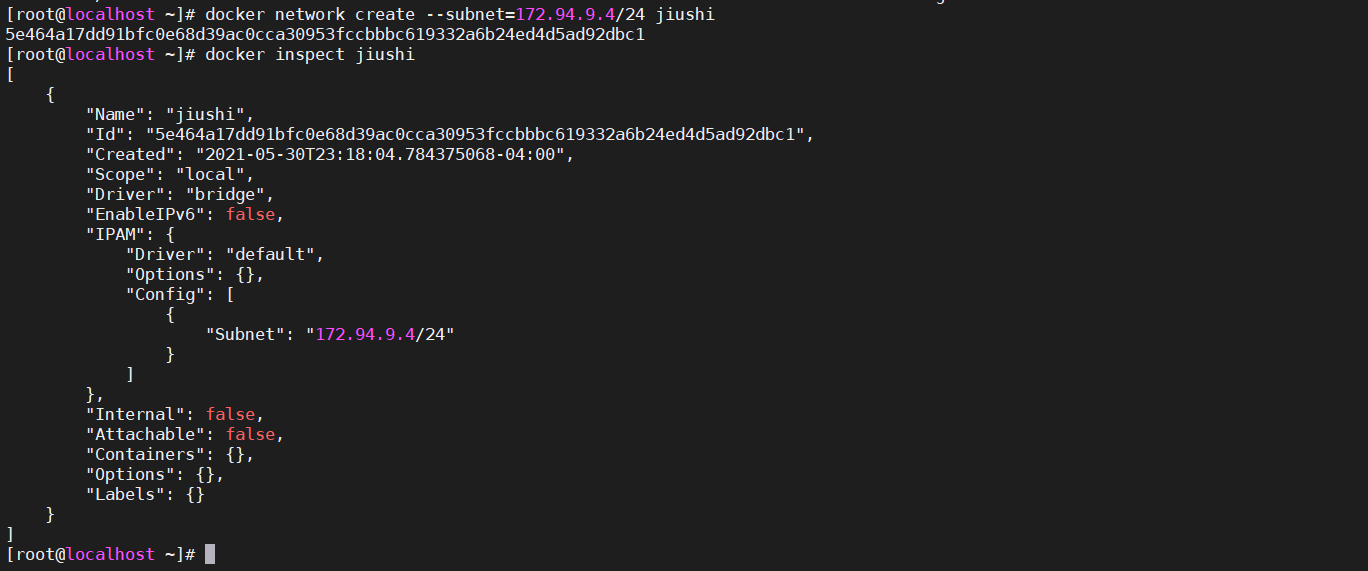 [root@localhost ~]# docker network create --subnet=172.94.9.4/24 jiushi
5e464a17dd91bfc0e68d39ac0cca30953fccbbbc619332a6b24ed4d5ad92dbc1
[root@localhost ~]# docker inspect jiushi
[
    {
        "Name": "jiushi",
        "Id": "5e464a17dd91bfc0e68d39ac0cca30953fccbbbc619332a6b24ed4d5ad92dbc1",
        "Created": "2021-05-30T23:18:04.784375068-04:00",
        "Scope": "local",
        "Driver": "bridge",
        "EnableIPv6": false,
        "IPAM": {
            "Driver": "default",
            "Options": {},
            "Config": [
                {
                    "Subnet": "172.94.9.4/24"
                }
            ]
        },
        "Internal": false,
        "Attachable": false,
        "Containers": {},
        "Options": {},
        "Labels": {}
    }
]
[root@localhost ~]#